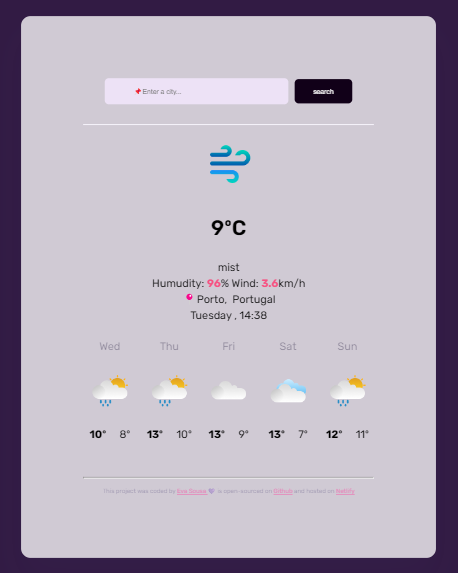 Enter a city...
search
9°C
mist
Humudity: 96% Wind: 3.6km/h
Porto, Portugal
Tuesday , 14:38
Wed Thu Fri Sat Sun
10° 8° 13° 10° 13° 9° 13° 7° 12° 11°
This project was coded by is open-sourced on Github and hosted on Netlify